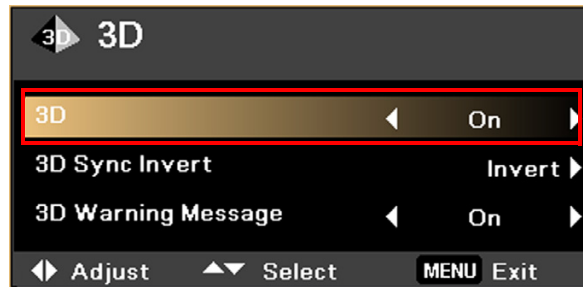 3D 3D
3D On
3D Sync Invert Invert
3D Warning Message On
Adjust Select MENU Exit